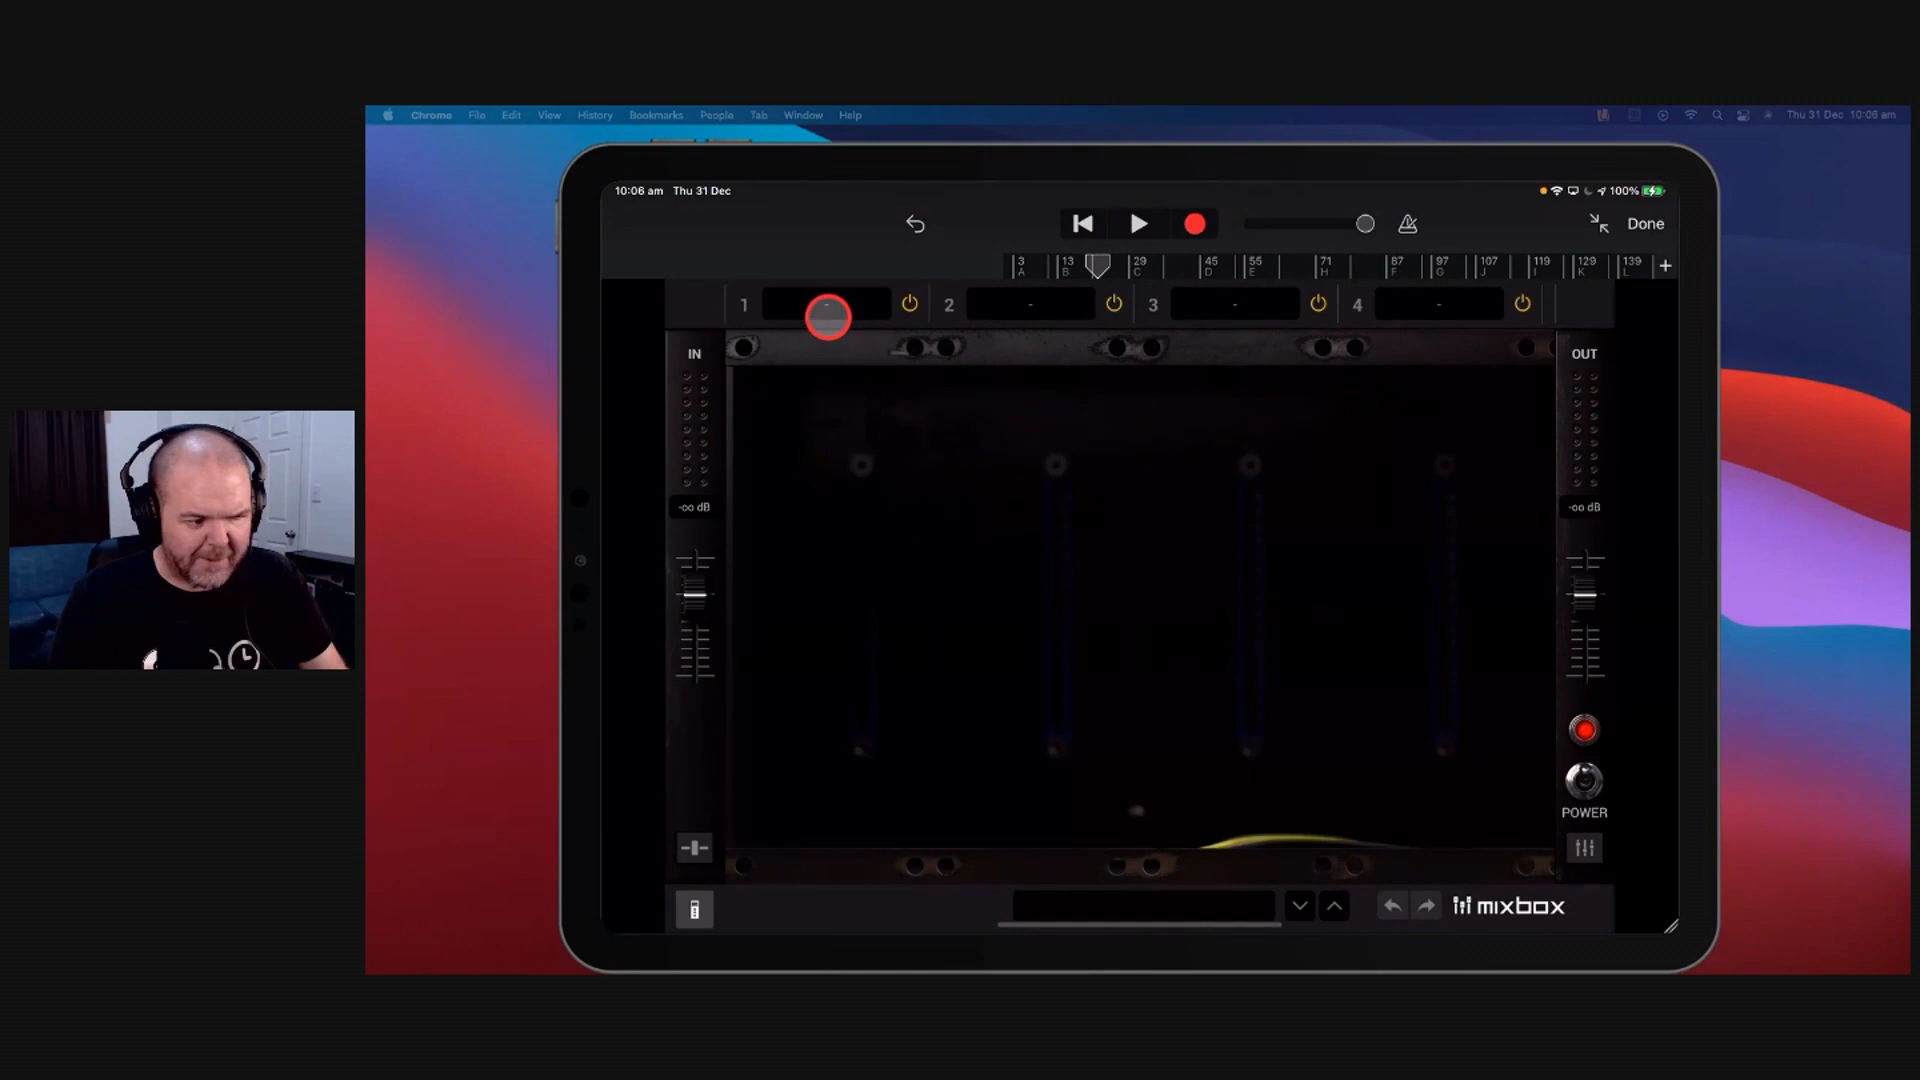 Chrome File Edit View History Bookmarks People Tab Window Help Thu 31 Dec 10:06 am
10:06 am Thu 31 Dec 100%
Done
3 13 29 45 55 71 87 97 107 119 129 139 +
A B C D E H F G J I K L
1 - 2 - 3 - 4 -
IN OUT
-∞ dB -∞ dB
POWER
mixbox